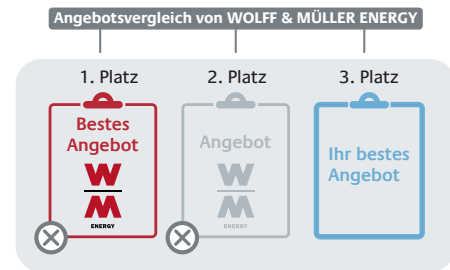 Angebotsvergleich von WOLFF & MÜLLER ENERGY
1. Platz
2. Platz
3. Platz
Bestes
Angebot
W
M
ENERGY
Angebot
W
M
ENERGY
Ihr bestes
Angebot